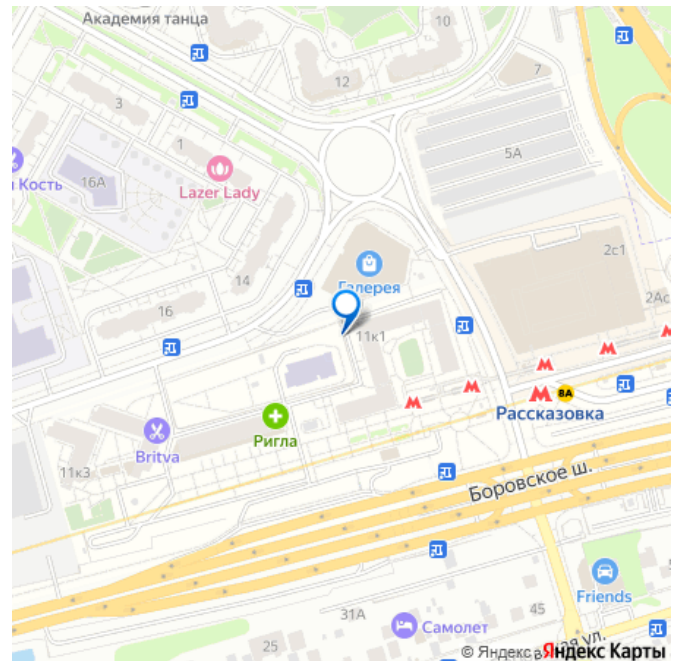 Академия танца
10
12
7
3
5А
1
Кость
16А
Lazer Lady
2с1
14
Галерея
2Ас
16
11к1
ВА
Рассказовка
Ригла
Britva
11к3
Боровское ш.
Friends
31А
45
Самолет
25
ул.
© Яндекс
Яндекс Карты